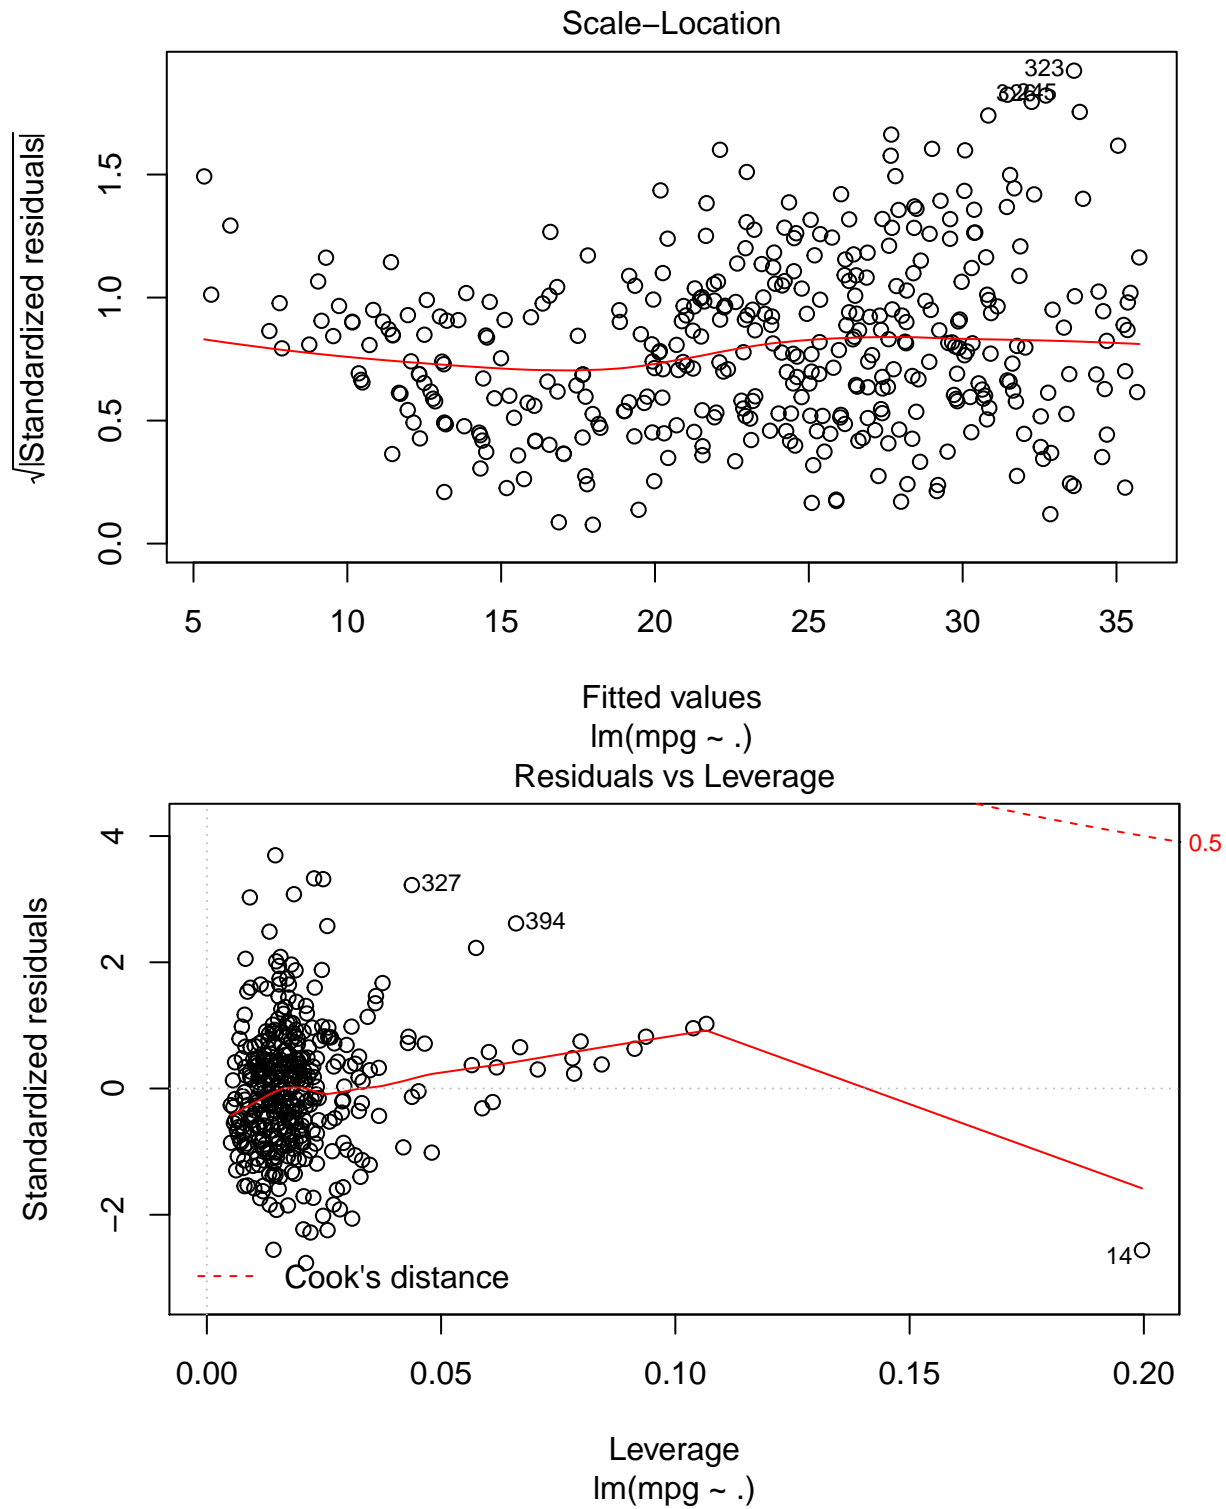 Scale−Location
√|Standardized residuals|
0.0 0.5 1.0 1.5
323
5 10 15 20 25 30 35
Fitted values
lm(mpg ~ .)
Residuals vs Leverage
Standardized residuals
−2 0 2 4
0.5
327
394
14
Cook's distance
0.00 0.05 0.10 0.15 0.20
Leverage
lm(mpg ~ .)